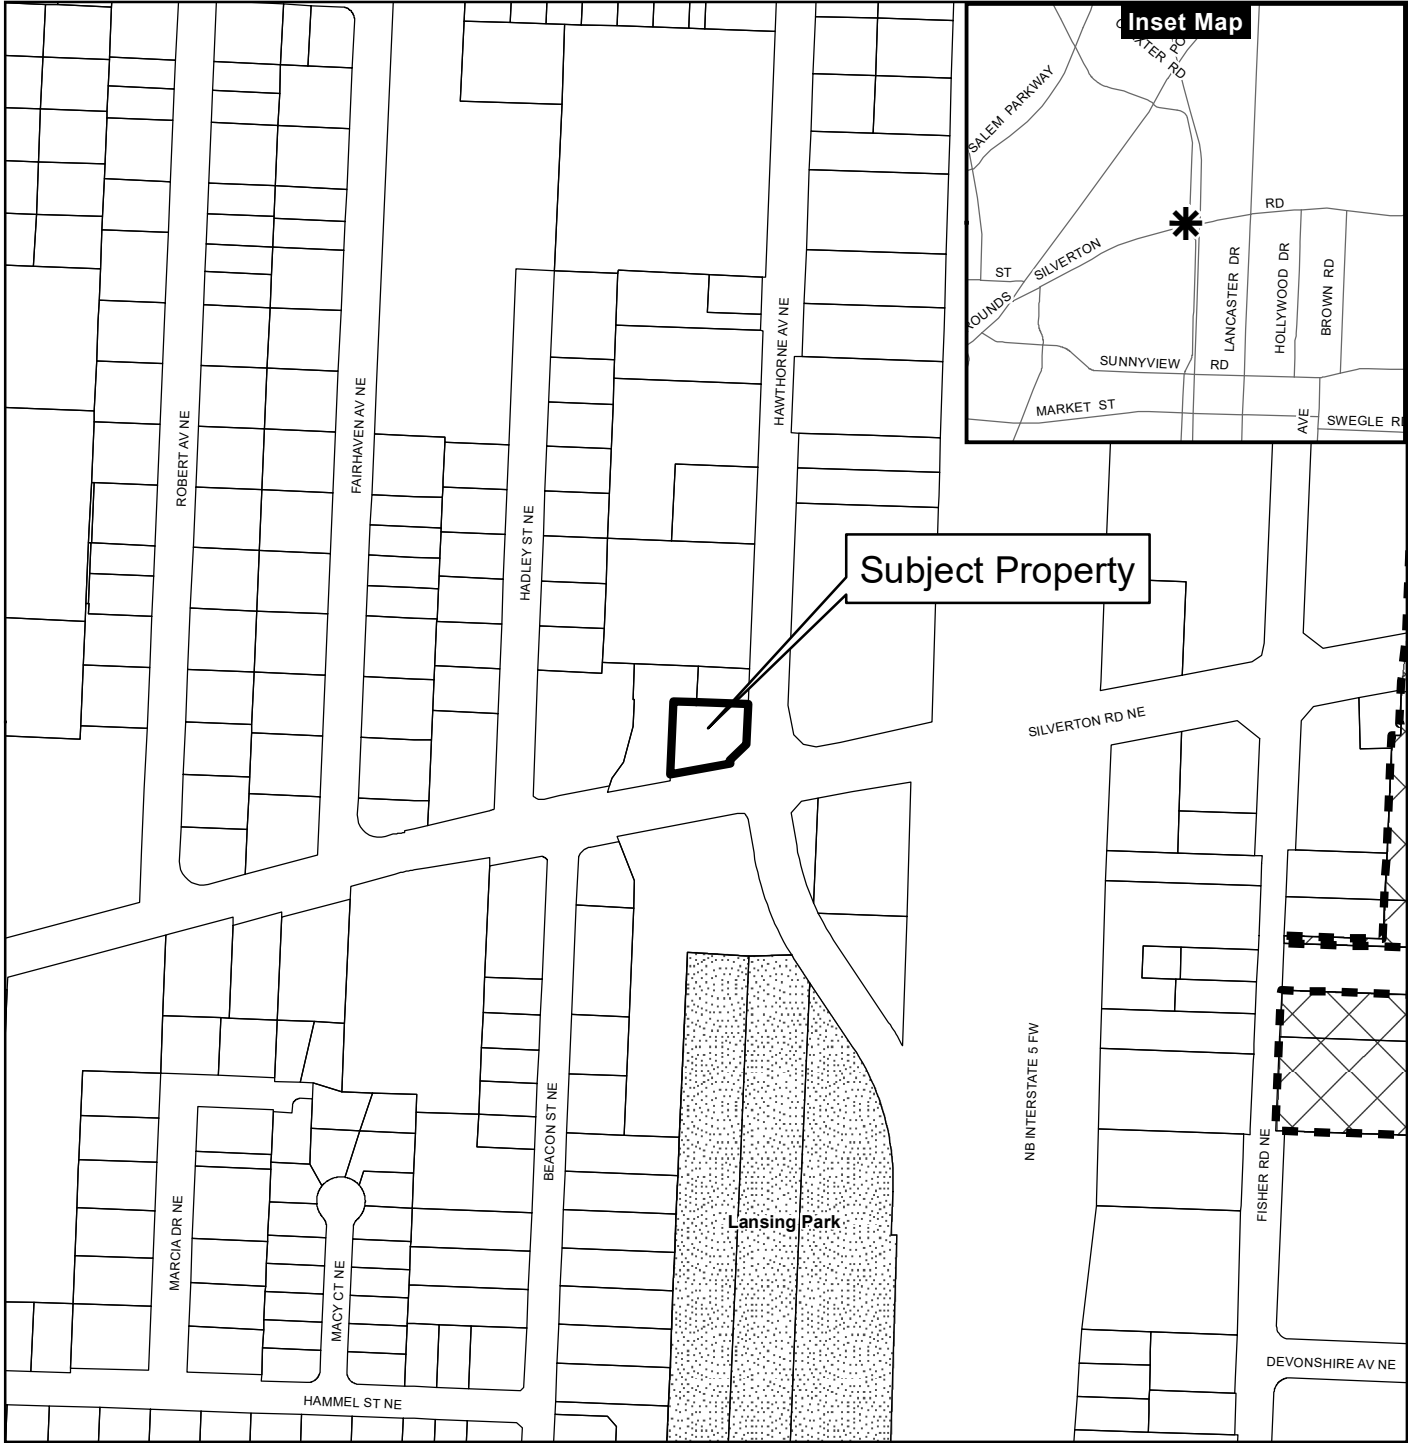 Inset Map
SALEM PARKWAY
RD
RD
ST
SILVERTON
LANCASTER DR
HOLLYWOOD DR
BROWN RD
SUNNYVIEW
RD
MARKET ST
AVE
SWEGLE
ROBERT AV NE
FAIRHAVEN AV NE
HADLEY ST NE
HAWTHORNE AV NE
Subject Property
SILVERTON RD NE
NB INTERSTATE 5 FW
BEACON ST NE
FISHER RD NE
MARCIA DR NE
MACY CT NE
Lansing Park
DEVONSHIRE AV NE
HAMMEL ST NE